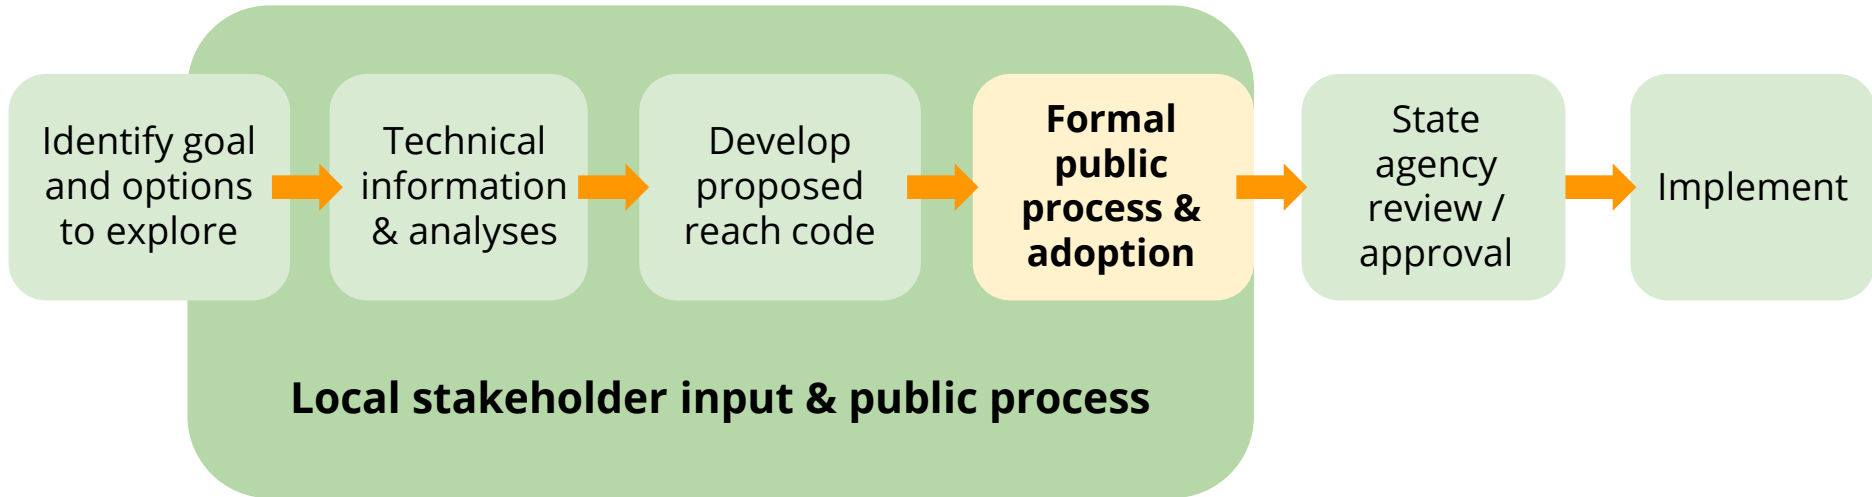 Identify goal
and options
to explore
Technical
information
& analyses
Develop
proposed
reach code
Formal
public
process &
adoption
State
agency
review /
approval
Implement
Local stakeholder input & public process